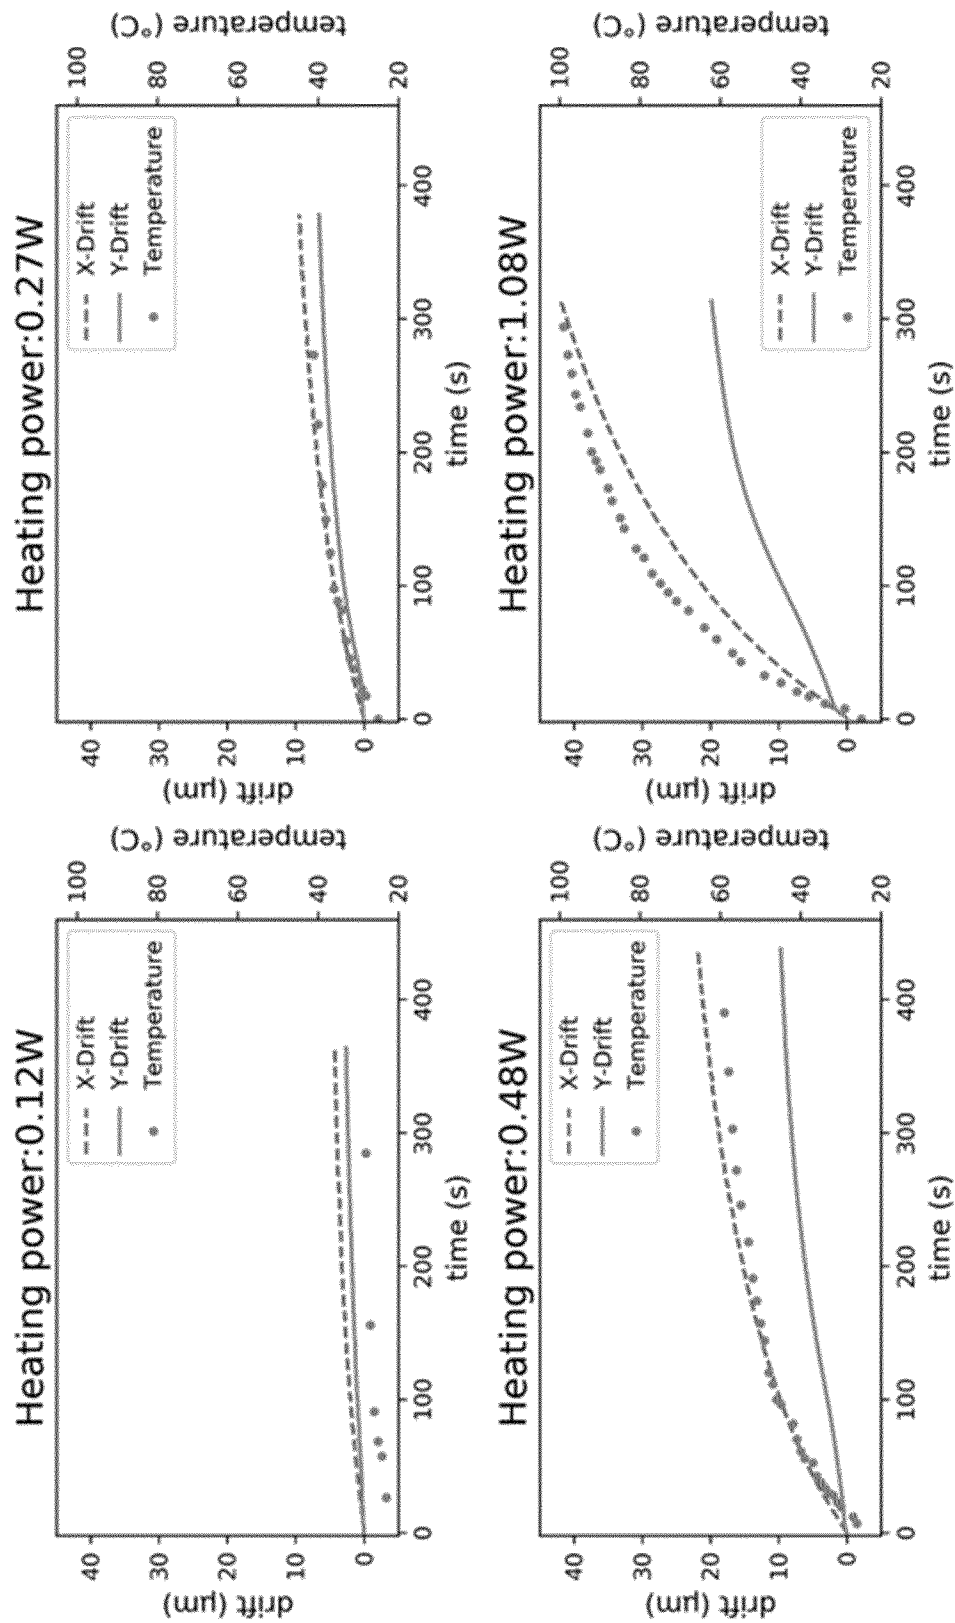 Heating power:0.12W
drift (µm)
40
30
20
10
0
X-Drift
Y-Drift
Temperature
100
80
60
40
20
temperature (°C)
0
100
200
300
400
time (s)
Heating power:0.27W
drift (µm)
40
30
20
10
0
X-Drift
Y-Drift
Temperature
100
80
60
40
20
temperature (°C)
0
100
200
300
400
time (s)
Heating power:0.48W
drift (µm)
40
30
20
10
0
X-Drift
Y-Drift
Temperature
100
80
60
40
20
temperature (°C)
0
100
200
300
400
time (s)
Heating power:1.08W
drift (µm)
40
30
20
10
0
X-Drift
Y-Drift
Temperature
100
80
60
40
20
temperature (°C)
0
100
200
300
400
time (s)